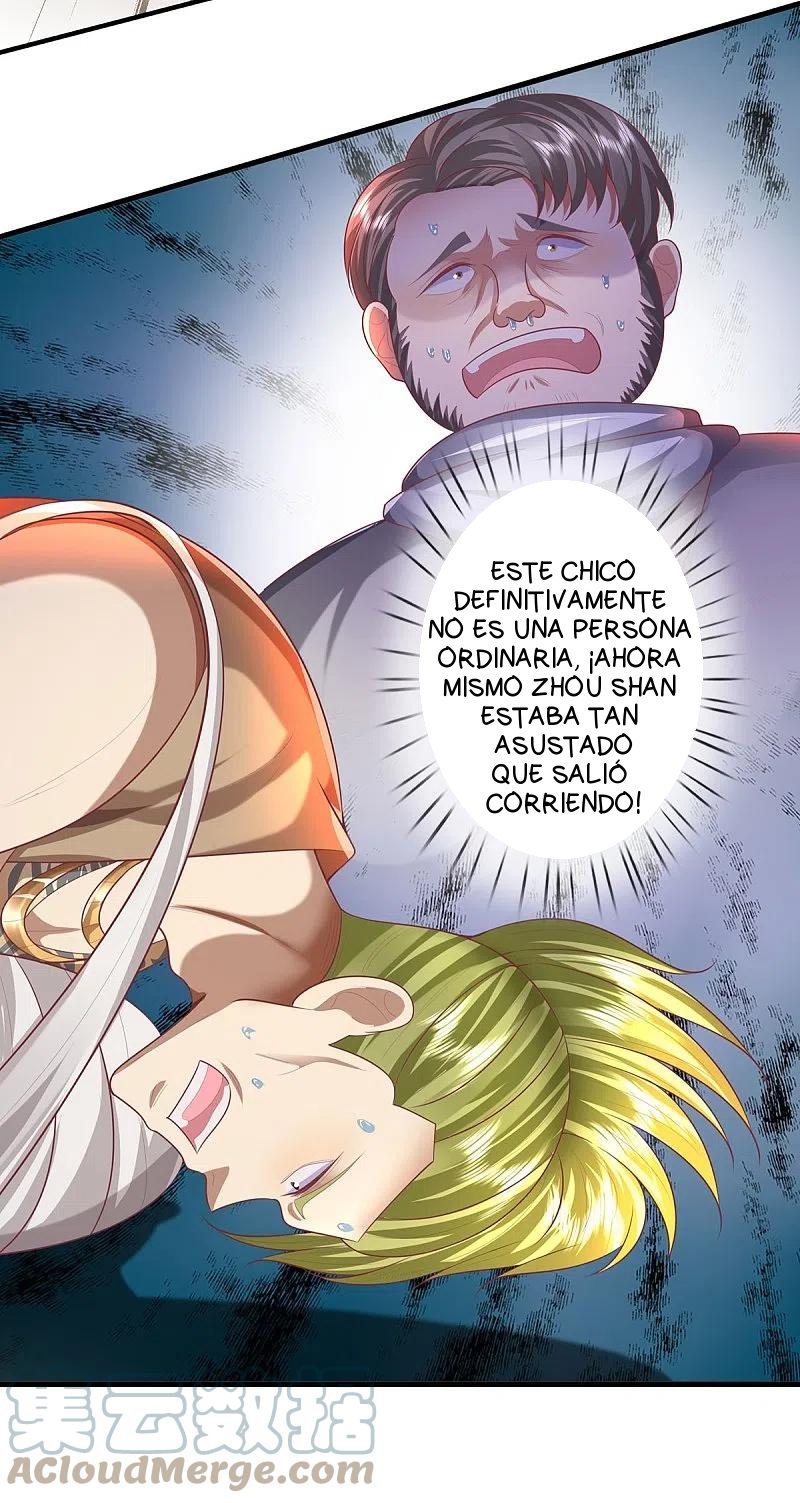 ESTE CHICO
DEFINITIVAMENTE
NO ES UNA PERSONA
ORDINARIA, ¡AHORA
MISMO ZHOU SHAN
ESTABA TAN
ASUSTADO
QUE SALIÓ
CORRIENDO!
集云数据
ACloudMerge.com